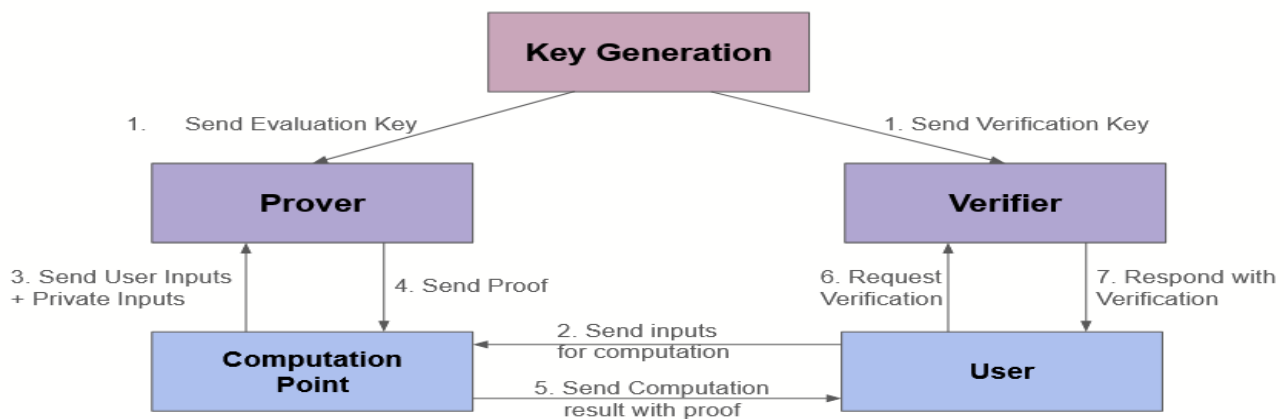 Key Generation
1. Send Evaluation Key
1. Send Verification Key
Prover
Verifier
3. Send User Inputs
+ Private Inputs
4. Send Proof
6. Request
Verification
7. Respond with
Verification
2. Send inputs
for computation
Computation
Point
User
5. Send Computation
result with proof